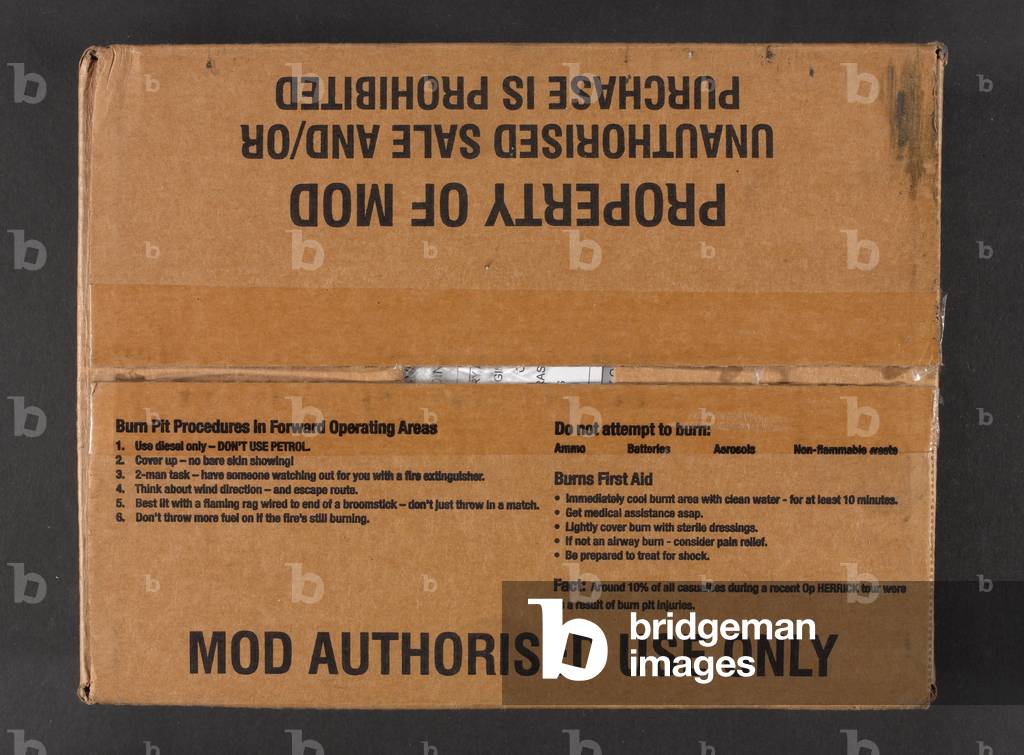 PROPERTY OF MOD
UNAUTHORISED SALE AND/OR
PURCHASE IS PROHIBITED
Burn Pit Procedures in Forward Operating Areas
1. Use diesel only – DON'T USE PETROL.
2. Cover up – no bare skin showing!
3. 2-man task – have someone watching out for you with a fire extinguisher.
4. Think about wind direction – and escape route.
5. Best lit with a flaming rag wired to end of a broomstick – don't just throw in a match.
6. Don't throw more fuel on if the fire's still burning.
Do not attempt to burn:
Ammo Batteries Aerosols Non-flammable waste
Burns First Aid
• Immediately cool burnt area with clean water - for at least 10 minutes.
• Get medical assistance asap.
• Lightly cover burn with sterile dressings.
• If not an airway burn - consider pain relief.
• Be prepared to treat for shock.
Fact: Around 10% of all casualties during a recent Op HERRICK tour were
a result of burn pit injuries.
MOD AUTHORISED USE ONLY
bridgeman
images